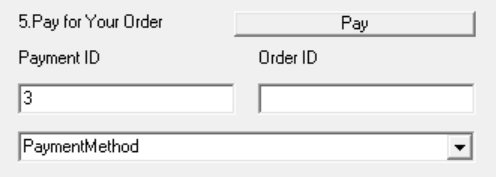 5.Pay for Your Order Pay
Payment ID Order ID
3
PaymentMethod